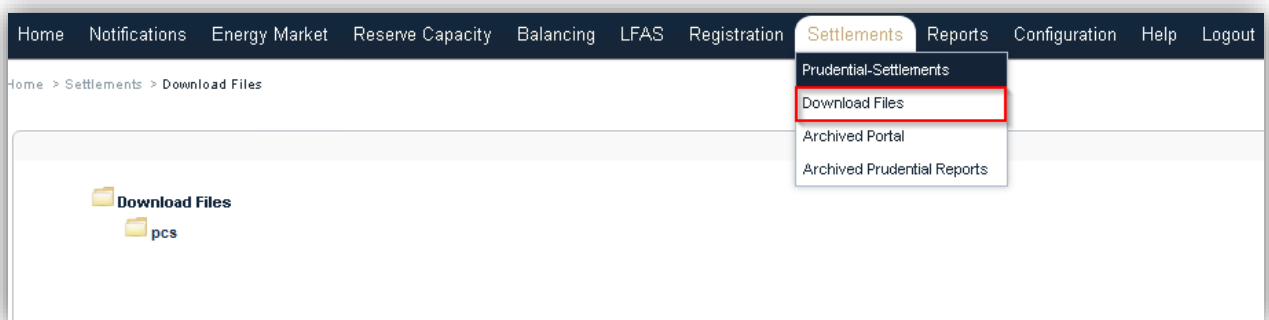 Home Notifications Energy Market Reserve Capacity Balancing LFAS Registration Settlements Reports Configuration Help Logout
Home > Settlements > Download Files
Prudential-Settlements
Download Files
Archived Portal
Archived Prudential Reports
Download Files
pcs